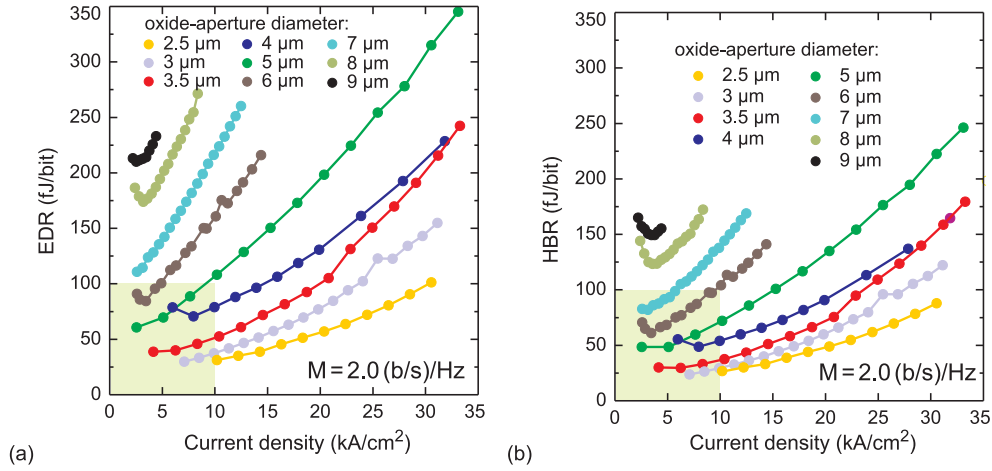 (a)
EDR (fJ/bit)
350
300
250
200
150
100
50
0
oxide-aperture diameter:
2.5 µm 4 µm 7 µm
3 µm 5 µm 8 µm
3.5 µm 6 µm 9 µm
M = 2.0 (b/s)/Hz
0 5 10 15 20 25 30 35
Current density (kA/cm²)
(b)
HBR (fJ/bit)
350
300
250
200
150
100
50
0
oxide-aperture diameter:
2.5 µm 5 µm
3 µm 6 µm
3.5 µm 7 µm
4 µm 8 µm
9 µm
M = 2.0 (b/s)/Hz
0 5 10 15 20 25 30 35
Current density (kA/cm²)